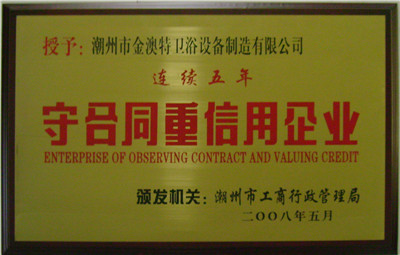 授予：潮州市金澳特卫浴设备制造有限公司
连续五年
守合同重信用企业
ENTERPRISE OF OBSERVING CONTRACT AND VALUING CREDIT
颁发机关：潮州市工商行政管理局
二〇〇八年五月